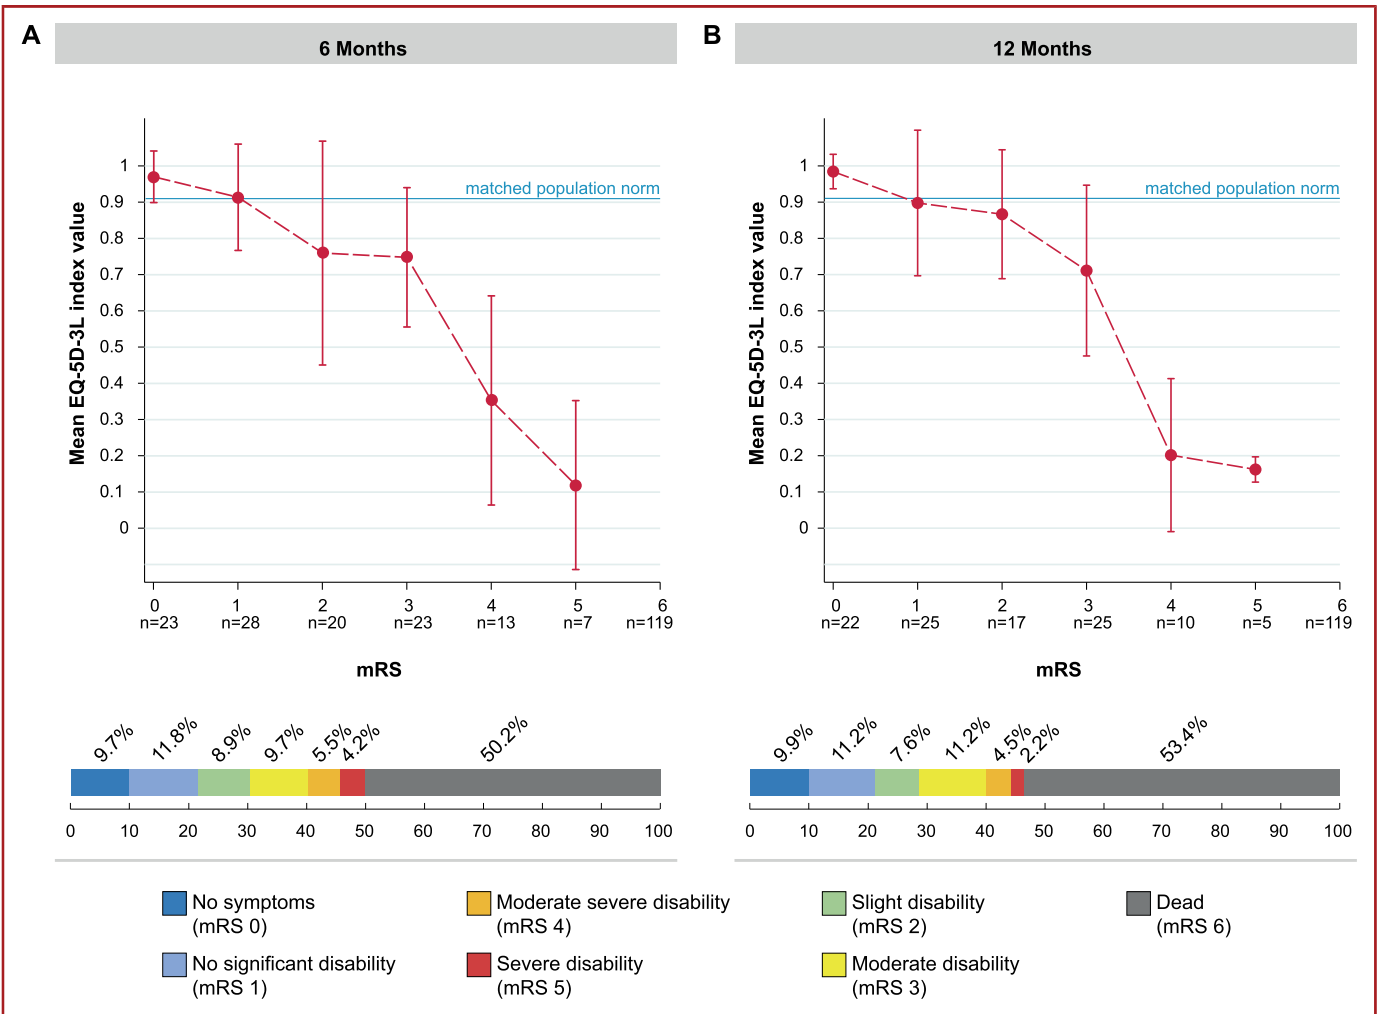 A
6 Months
matched population norm
Mean EQ-5D-3L index value
1
0.9
0.8
0.7
0.6
0.5
0.4
0.3
0.2
0.1
0
0 1 2 3 4 5 6
n=23 n=28 n=20 n=23 n=13 n=7 n=119
mRS
9.7% 11.8% 8.9% 9.7% 5.5% 4.2% 50.2%
0 10 20 30 40 50 60 70 80 90 100
B
12 Months
matched population norm
Mean EQ-5D-3L index value
1
0.9
0.8
0.7
0.6
0.5
0.4
0.3
0.2
0.1
0
0 1 2 3 4 5 6
n=22 n=25 n=17 n=25 n=10 n=5 n=119
mRS
9.9% 11.2% 7.6% 11.2% 4.5% 2.2% 53.4%
0 10 20 30 40 50 60 70 80 90 100
No symptoms
(mRS 0)
No significant disability
(mRS 1)
Moderate severe disability
(mRS 4)
Severe disability
(mRS 5)
Slight disability
(mRS 2)
Moderate disability
(mRS 3)
Dead
(mRS 6)